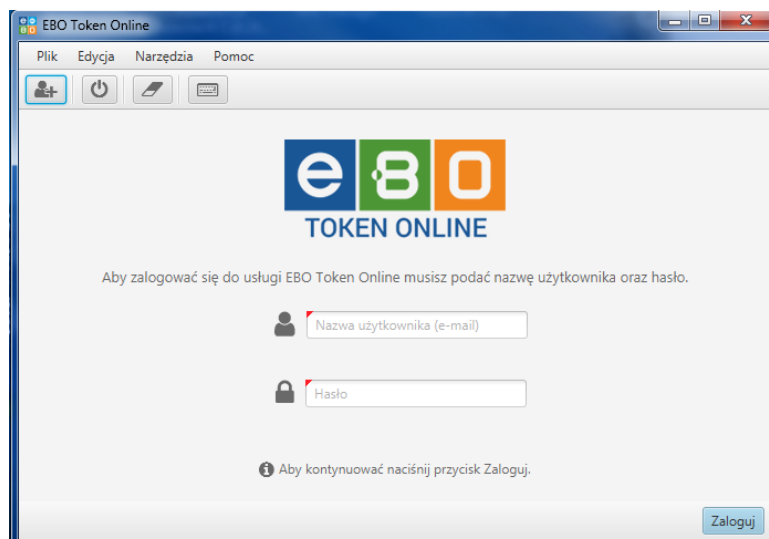 EBO Token Online
Plik Edycja Narzędzia Pomoc
eBO
TOKEN ONLINE
Aby zalogować się do usługi EBO Token Online musisz podać nazwę użytkownika oraz hasło.
Nazwa użytkownika (e-mail)
Hasło
Aby kontynuować naciśnij przycisk Zaloguj.
Zaloguj